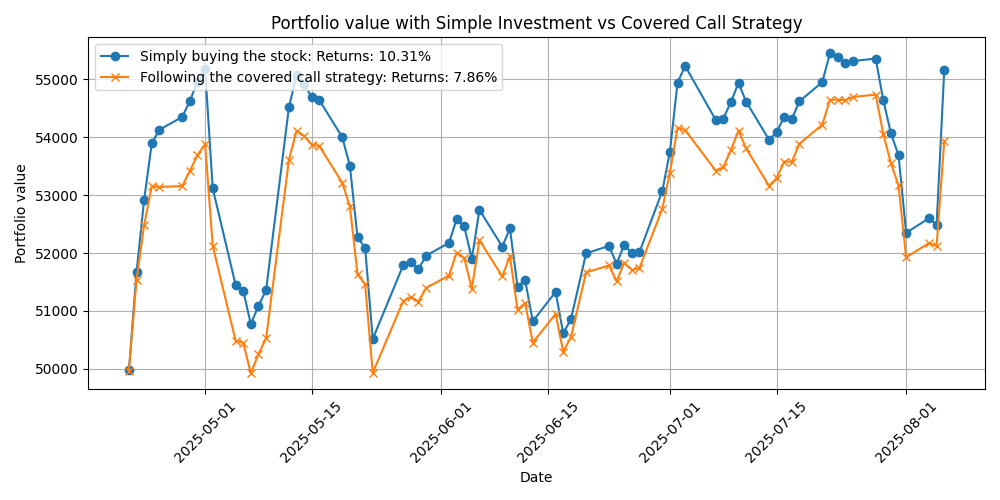 Portfolio value with Simple Investment vs Covered Call Strategy
Simply buying the stock: Returns: 10.31%
Following the covered call strategy: Returns: 7.86%
Portfolio value
55000
54000
53000
52000
51000
50000
2025-05-01
2025-05-15
2025-06-01
2025-06-15
2025-07-01
2025-07-15
2025-08-01
Date